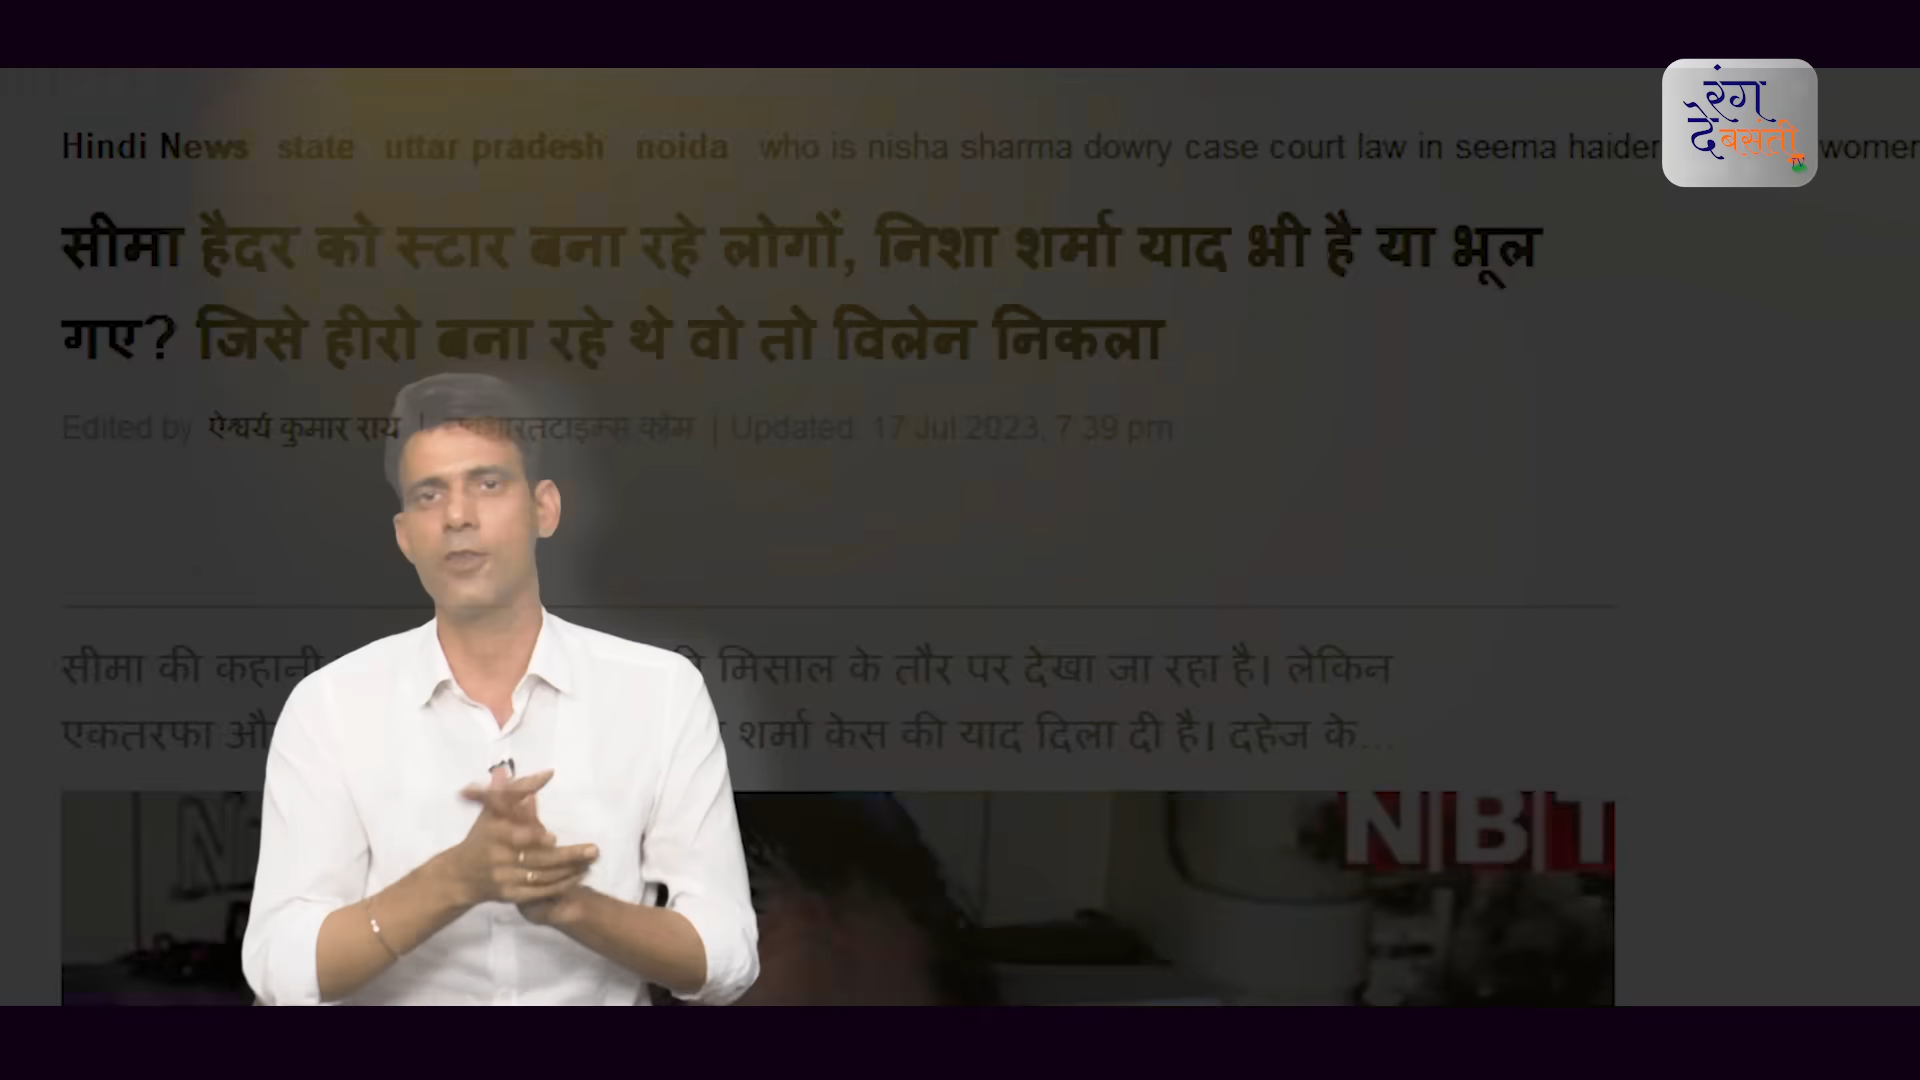 रंग
दे बसंती
TV
Hindi News state uttar pradesh noida who is nisha sharma dowry case court law in seema haider women
सीमा हैदर को स्टार बना रहे लोगों, निशा शर्मा याद भी है या भूल
गए? जिसे हीरो बना रहे थे वो तो विलेन निकला
Edited by ऐश्वर्य कुमार राय | Updated: 17 Jul 2023, 7:39 pm
सीमा की कहानी मिसाल के तौर पर देखा जा रहा है। लेकिन
एकतरफा शर्मा केस की याद दिला दी है। दहेज के...
NBT